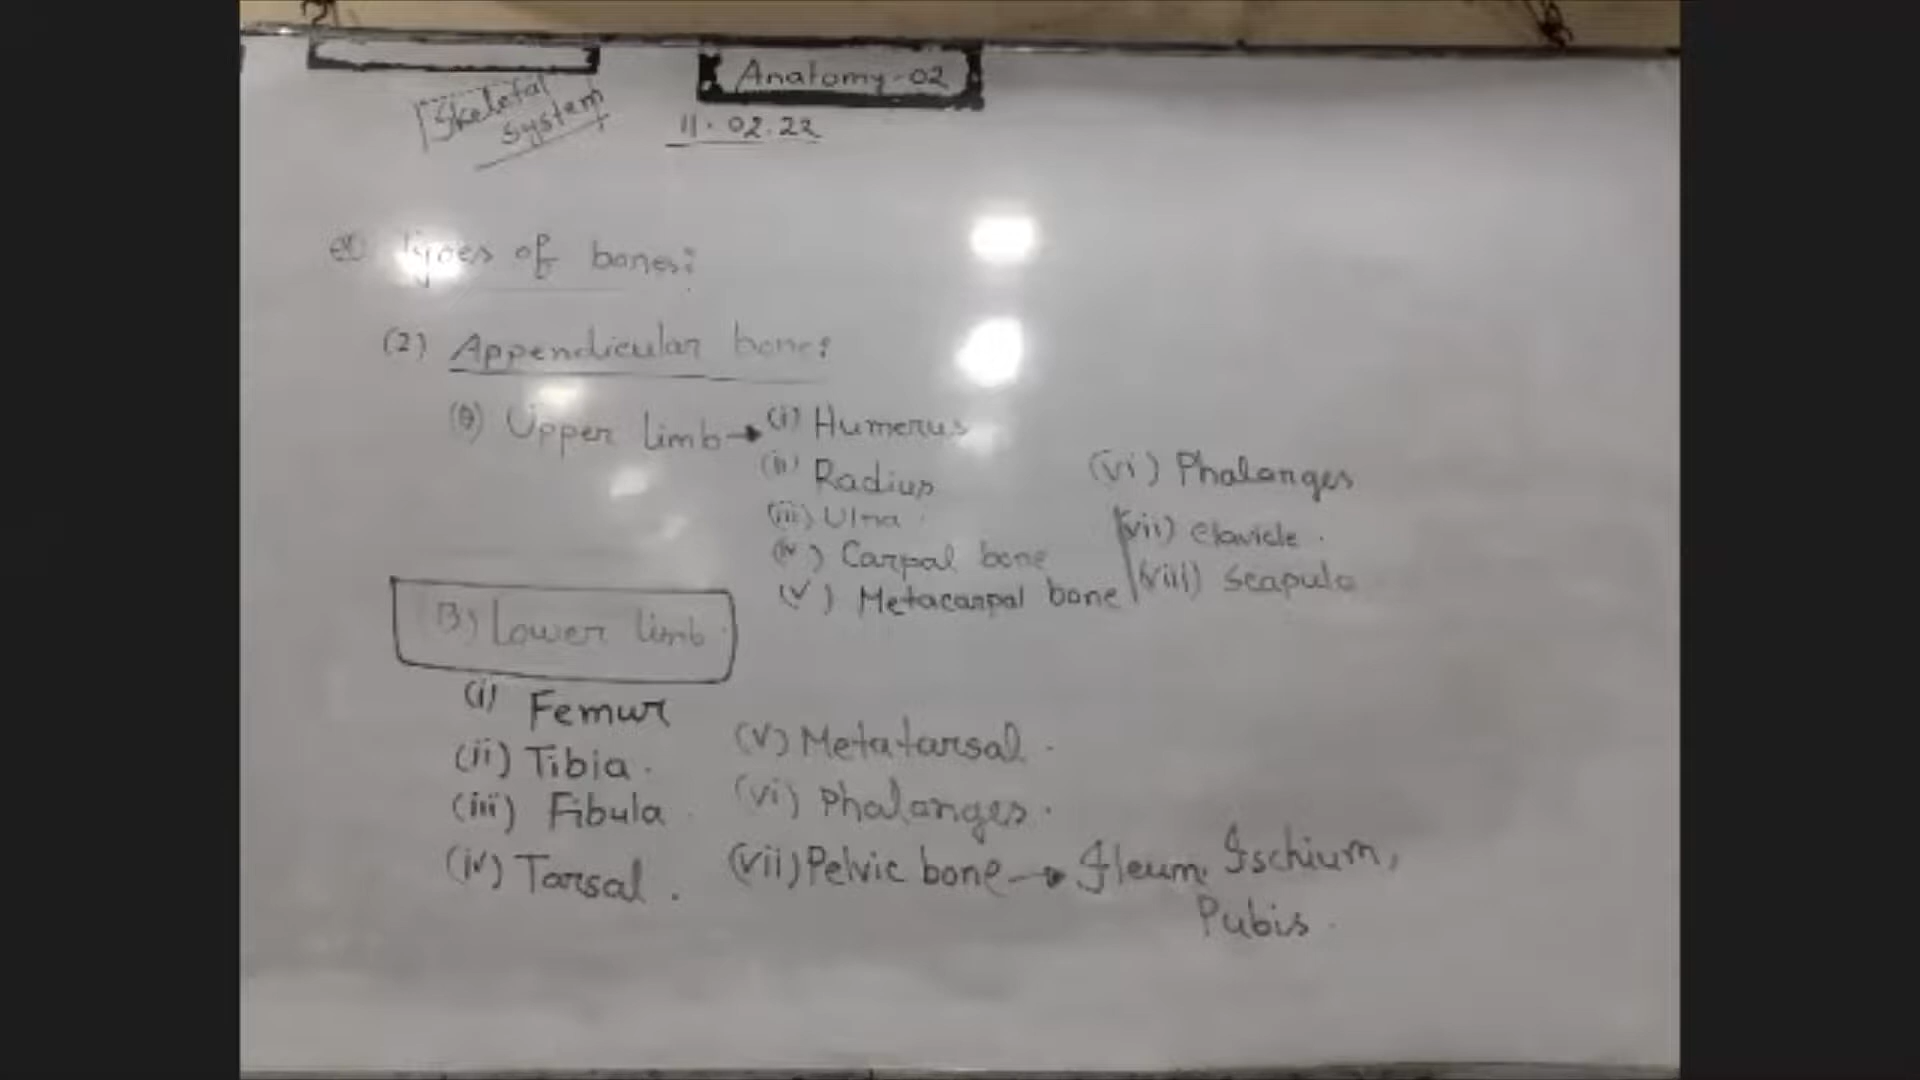 Anatomy-02
Skeletal
system
11.02.22
Types of bones:
(2) Appendicular bone:
Upper limb→ (i) Humerus
(ii) Radius
(iii) Ulna
(iv) Carpal bone
(v) Metacarpal bone
(vi) Phalanges
(vii) clavicle.
(viii) scapula
B) Lower limb
(i) Femur
(ii) Tibia.
(iii) Fibula.
(iv) Tarsal.
(v) Metatarsal.
(vi) Phalanges.
(vii) Pelvic bone → Ileum, Ischium,
Pubis.